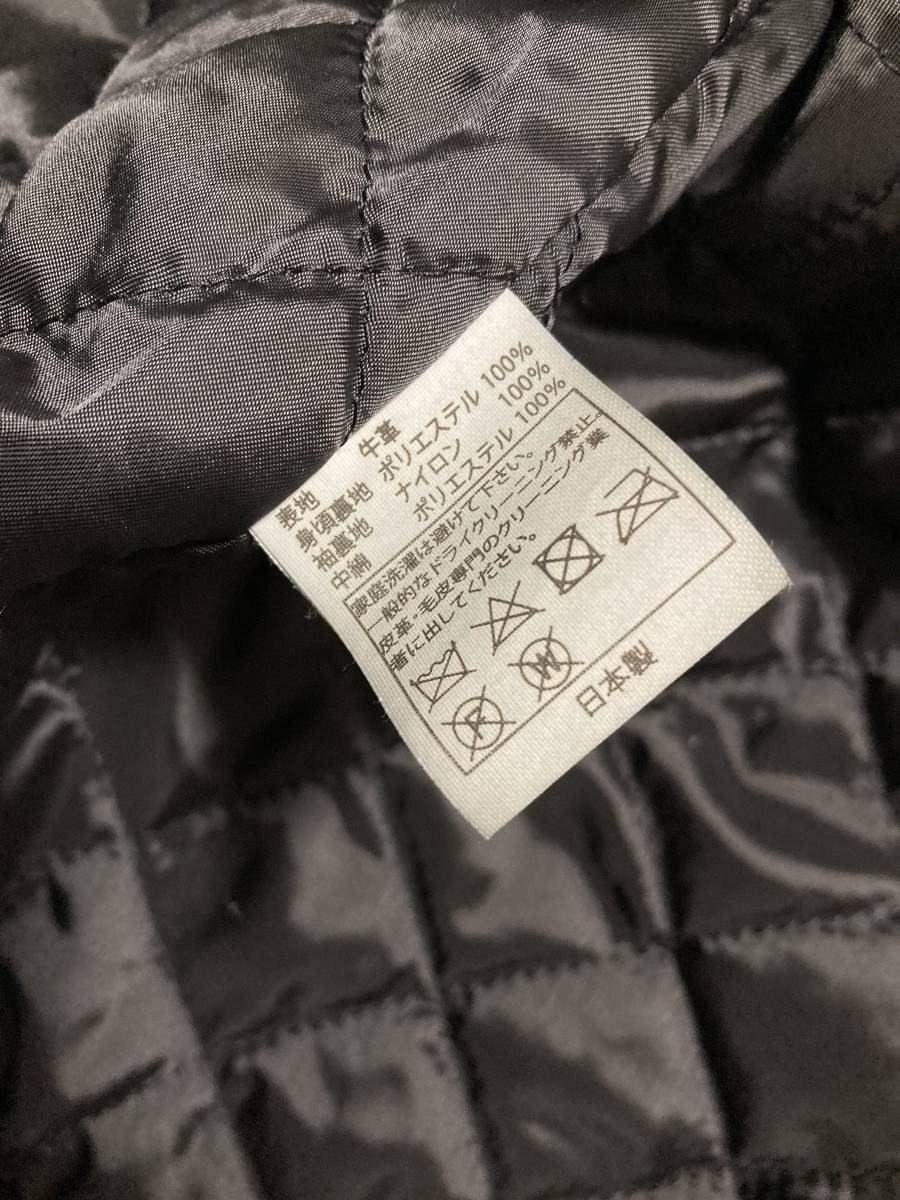 表地 牛革
身頃裏地 ポリエステル 100%
袖裏地 ナイロン 100%
中綿 ポリエステル 100%
家庭洗濯は避けて下さい。
一般的なドライクリーニング禁止。
皮革・毛皮専門のクリーニング業
者に出してください。
F W
日本製